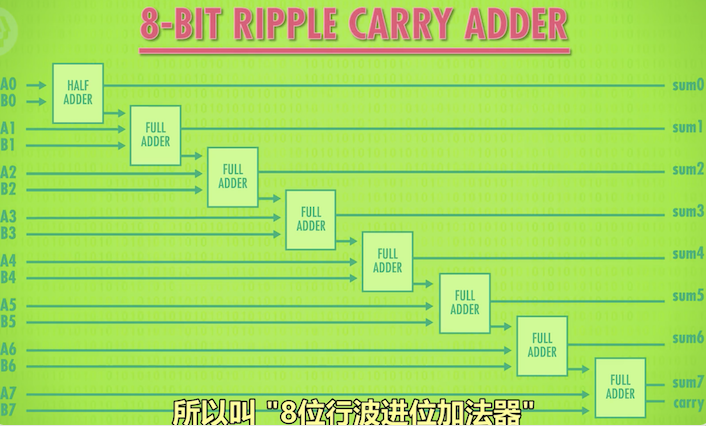 8-BIT RIPPLE CARRY ADDER
A0
B0
HALF
ADDER
sum0
A1
B1
FULL
ADDER
sum1
A2
B2
FULL
ADDER
sum2
A3
B3
FULL
ADDER
sum3
A4
B4
FULL
ADDER
sum4
A5
B5
FULL
ADDER
sum5
A6
B6
FULL
ADDER
sum6
A7
B7
FULL
ADDER
sum7
carry
所以叫 "8位行波进位加法器"